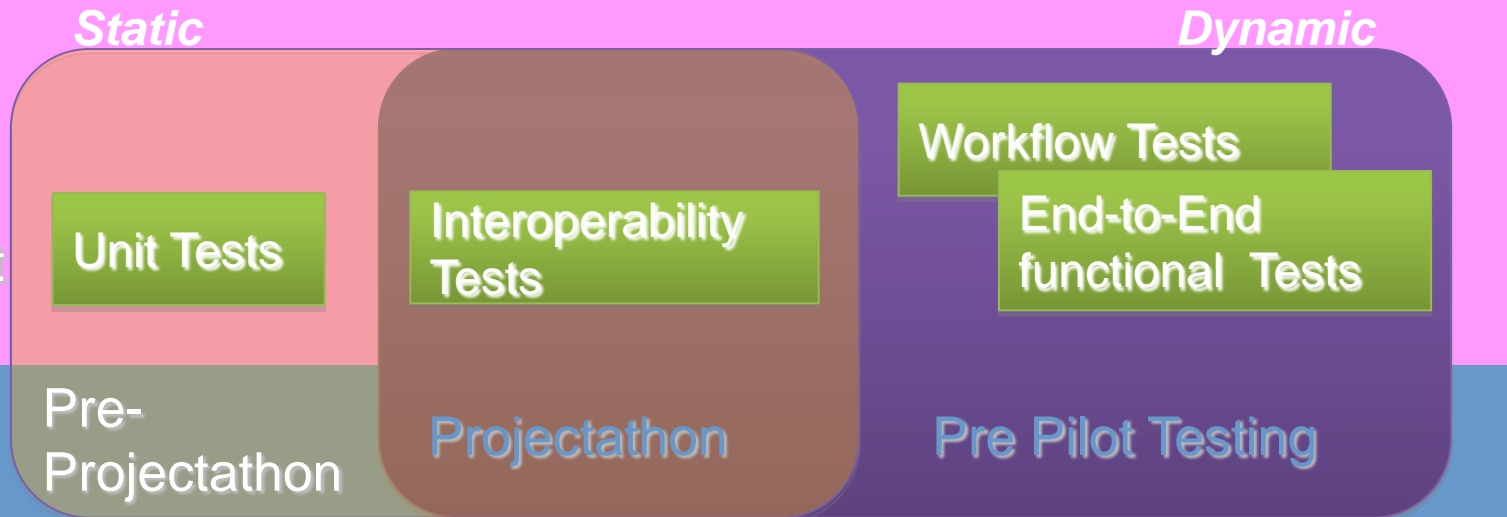 Static
Dynamic
Unit Tests
Interoperability
Tests
Workflow Tests
End-to-End
functional Tests
Pre-
Projectathon
Projectathon
Pre Pilot Testing